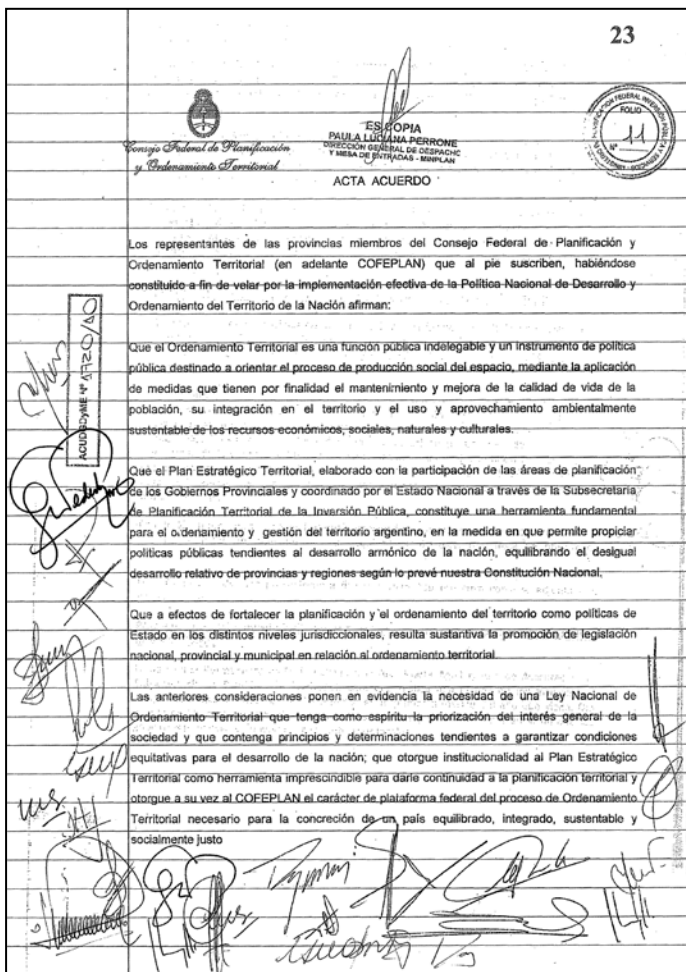 23
Consejo Federal de Planificación
y Ordenamiento Territorial
ES COPIA
PAULA LUCIANA PERRONE
DIRECCIÓN GENERAL DE DESPACHO
Y MESA DE ENTRADAS - MINPLAN
FOLIO
Nº 11
ACTA ACUERDO
Los representantes de las provincias miembros del Consejo Federal de Planificación y
Ordenamiento Territorial (en adelante COFEPLAN) que al pie suscriben, habiéndose
constituido a fin de velar por la implementación efectiva de la Política Nacional de Desarrollo y
Ordenamiento del Territorio de la Nación afirman:
Que el Ordenamiento Territorial es una función pública indelegable y un instrumento de política
pública destinado a orientar el proceso de producción social del espacio, mediante la aplicación
de medidas que tienen por finalidad el mantenimiento y mejora de la calidad de vida de la
población, su integración en el territorio y el uso y aprovechamiento ambientalmente
sustentable de los recursos económicos, sociales, naturales y culturales.
Que el Plan Estratégico Territorial, elaborado con la participación de las áreas de planificación
de los Gobiernos Provinciales y coordinado por el Estado Nacional a través de la Subsecretaría
de Planificación Territorial de la Inversión Pública, constituye una herramienta fundamental
para el ordenamiento y gestión del territorio argentino, en la medida en que permite propiciar
políticas públicas tendientes al desarrollo armónico de la nación, equilibrando el desigual
desarrollo relativo de provincias y regiones según lo prevé nuestra Constitución Nacional.
Que a efectos de fortalecer la planificación y el ordenamiento del territorio como políticas de
Estado en los distintos niveles jurisdiccionales, resulta sustantiva la promoción de legislación
nacional, provincial y municipal en relación al ordenamiento territorial.
Las anteriores consideraciones ponen en evidencia la necesidad de una Ley Nacional de
Ordenamiento Territorial que tenga como espíritu la priorización del interés general de la
sociedad y que contenga principios y determinaciones tendientes a garantizar condiciones
equitativas para el desarrollo de la nación; que otorgue institucionalidad al Plan Estratégico
Territorial como herramienta imprescindible para darle continuidad a la planificación territorial y
otorgue a su vez al COFEPLAN el carácter de plataforma federal del proceso de Ordenamiento
Territorial necesario para la concreción de un país equilibrado, integrado, sustentable y
socialmente justo